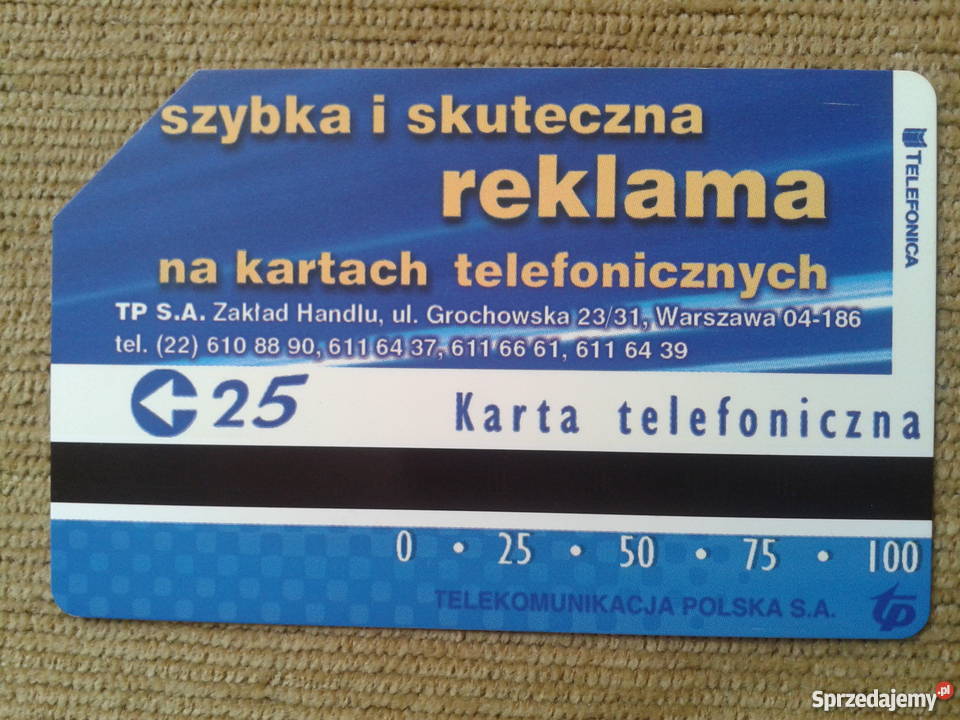 szybka i skuteczna
reklama
na kartach telefonicznych
TP S.A. Zakład Handlu, ul. Grochowska 23/31, Warszawa 04-186
tel. (22) 610 88 90, 611 64 37, 611 66 61, 611 64 39
TELEFONICA
25
Karta telefoniczna
0 • 25 • 50 • 75 • 100
TELEKOMUNIKACJA POLSKA S.A. tp
Sprzedajemy.pl